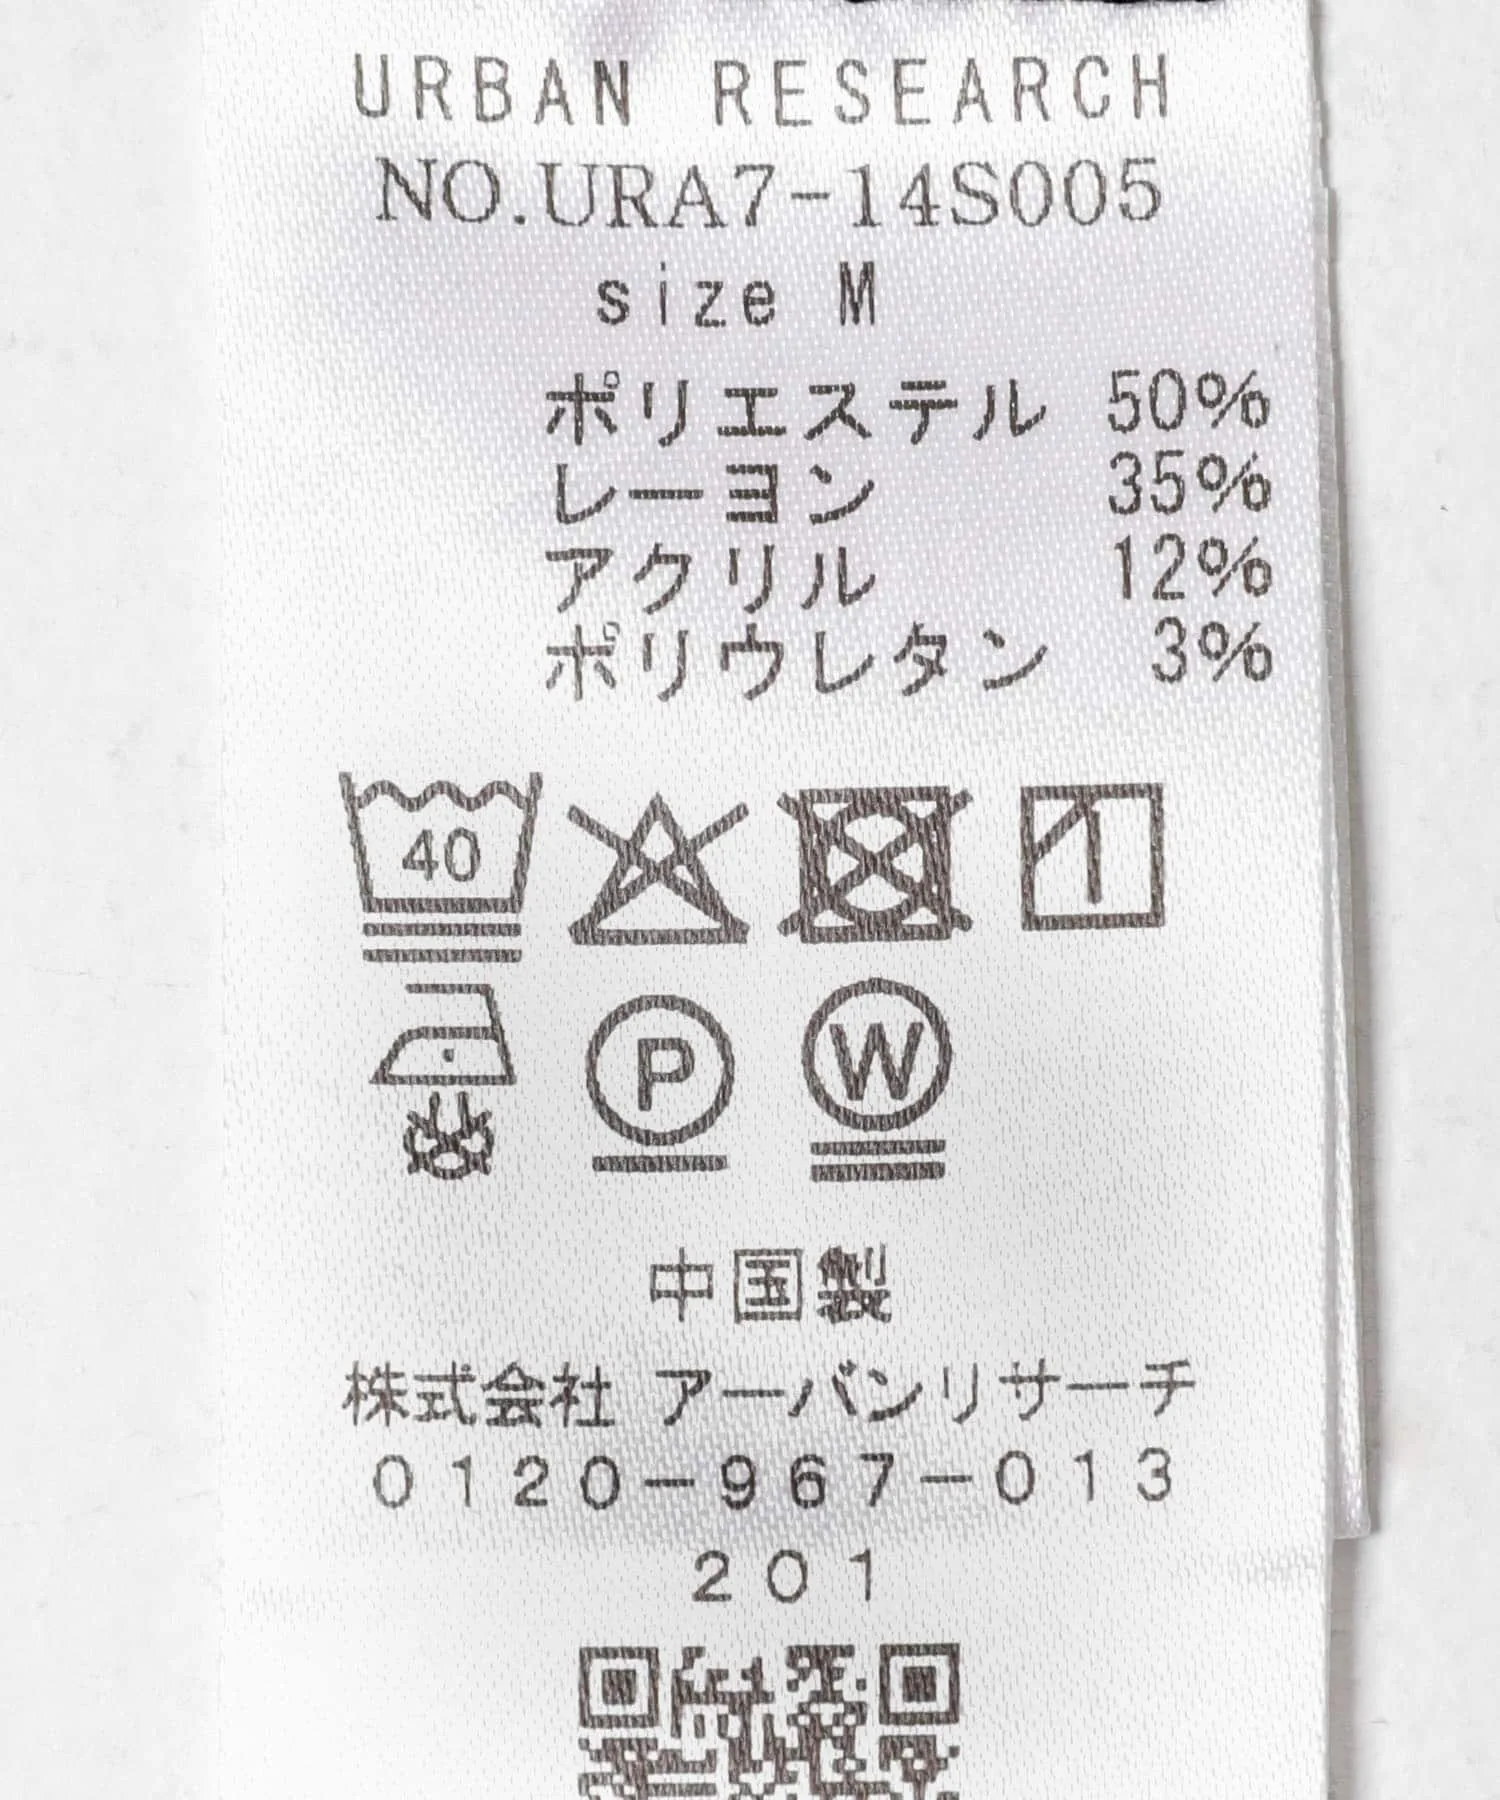 URBAN RESEARCH
NO.URA7-14S005
size M
ポリエステル 50%
レーヨン 35%
アクリル 12%
ポリウレタン 3%
40
P
W
中国製
株式会社 アーバンリサーチ
0120-967-013
201